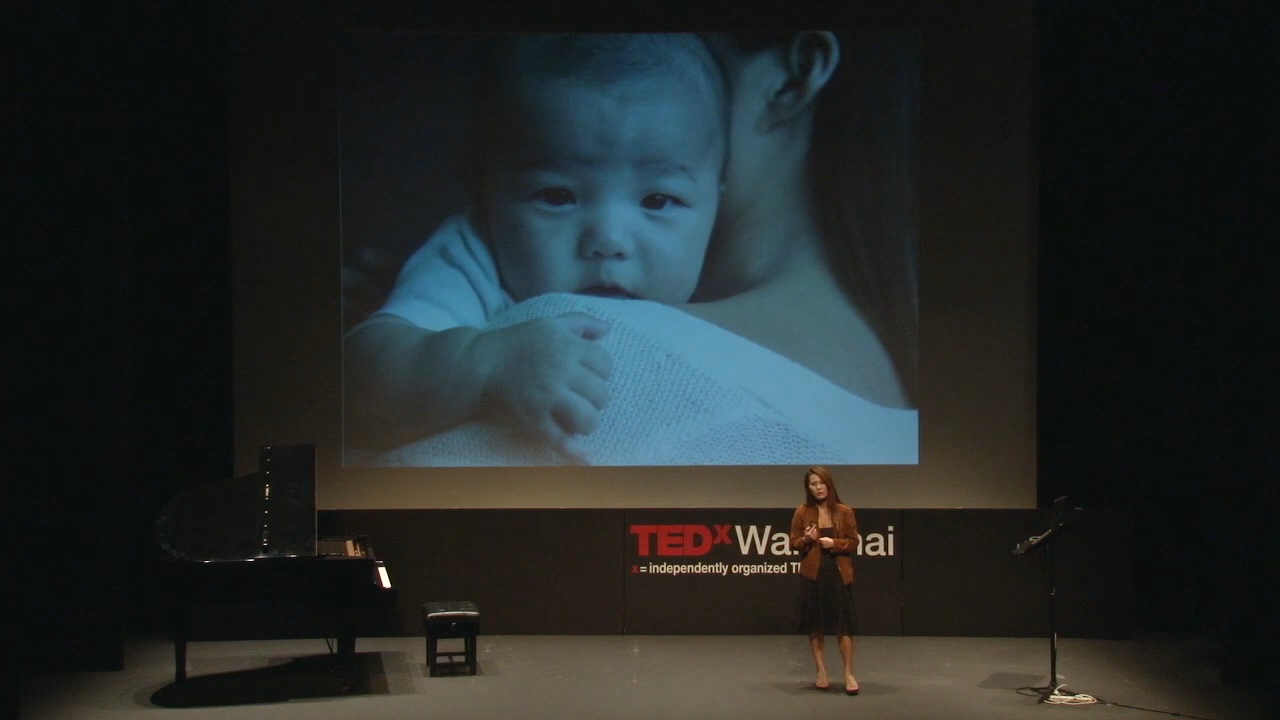 TEDx
x = independently organized